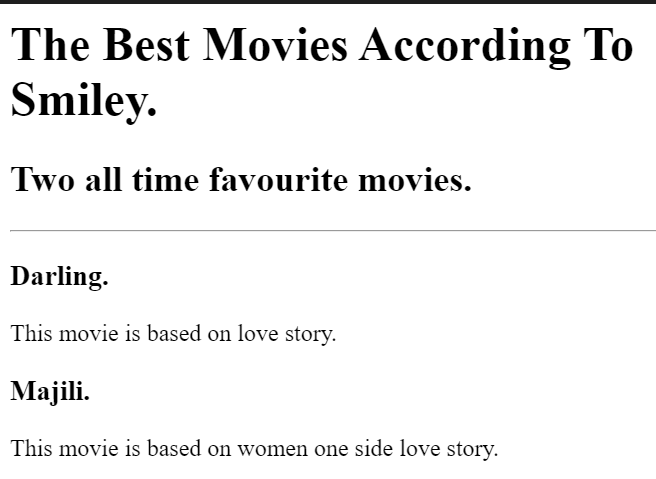 The Best Movies According To
Smiley.
Two all time favourite movies.
Darling.
This movie is based on love story.
Majili.
This movie is based on women one side love story.